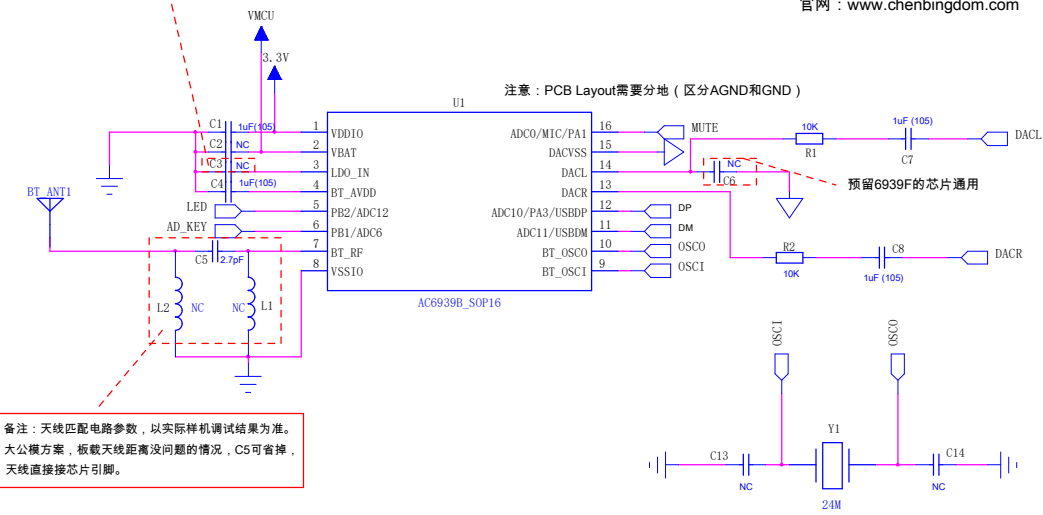 官网：www.chenbingdom.com
VMCU
3.3V
注意：PCB Layout需要分地（区分AGND和GND）
U1
C1 1uF(105) 1 VDDIO
C2 NC 2 VBAT
C3 NC 3 LDO_IN
C4 1uF(105) 4 BT_AVDD
LED 5 PB2/ADC12
AD_KEY 6 PB1/ADC6
C5 2.7pF 7 BT_RF
8 VSSIO
ADC0/MIC/PA1 16 MUTE
DACVSS 15
DACL 14
DACR 13
ADC10/PA3/USBDP 12 DP
ADC11/USBDM 11 DM
BT_OSCO 10 OSCO
BT_OSCI 9 OSCI
AC6939B_SOP16
BT_ANT1
L2 NC
NC L1
10K
R1
1uF (105)
C7
DACL
NC
C6
预留6939F的芯片通用
R2
10K
C8
1uF (105)
DACR
备注：天线匹配电路参数，以实际样机调试结果为准。
大公模方案，板载天线距离没问题的情况，C5可省掉，
天线直接接芯片引脚。
OSCI
OSCO
Y1
24M
C13
NC
C14
NC